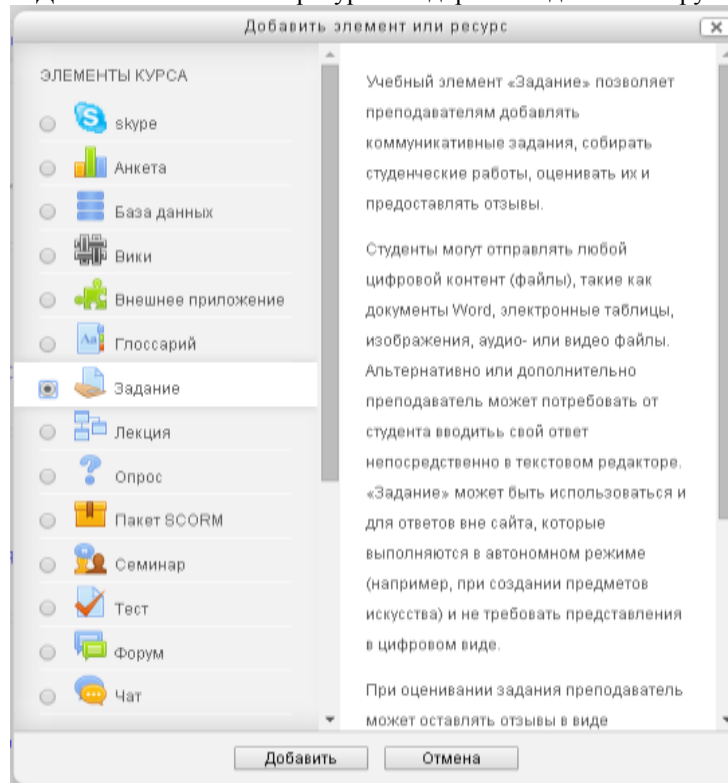 Добавить элемент или ресурс
ЭЛЕМЕНТЫ КУРСА
skype
Анкета
База данных
Вики
Внешнее приложение
Глоссарий
Задание
Лекция
Опрос
Пакет SCORM
Семинар
Тест
Форум
Чат
Учебный элемент «Задание» позволяет
преподавателям добавлять
коммуникативные задания, собирать
студенческие работы, оценивать их и
предоставлять отзывы.
Студенты могут отправлять любой
цифровой контент (файлы), такие как
документы Word, электронные таблицы,
изображения, аудио- или видео файлы.
Альтернативно или дополнительно
преподаватель может потребовать от
студента вводитьь свой ответ
непосредственно в текстовом редакторе.
«Задание» может быть использоваться и
для ответов вне сайта, которые
выполняются в автономном режиме
(например, при создании предметов
искусства) и не требовать представления
в цифровом виде.
При оценивании задания преподаватель
может оставлять отзывы в виде
Добавить
Отмена